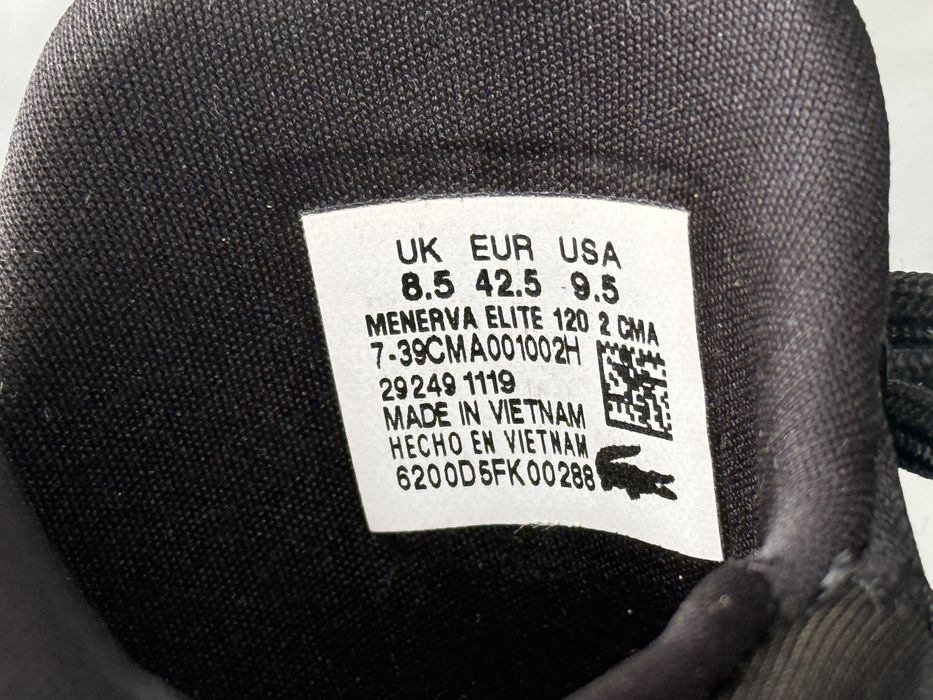 UK EUR USA
8.5 42.5 9.5
MENERVA ELITE 120 2 CMA
7-39CMA001002H
29249 1119
MADE IN VIETNAM
HECHO EN VIETNAM
6200D5FK00288